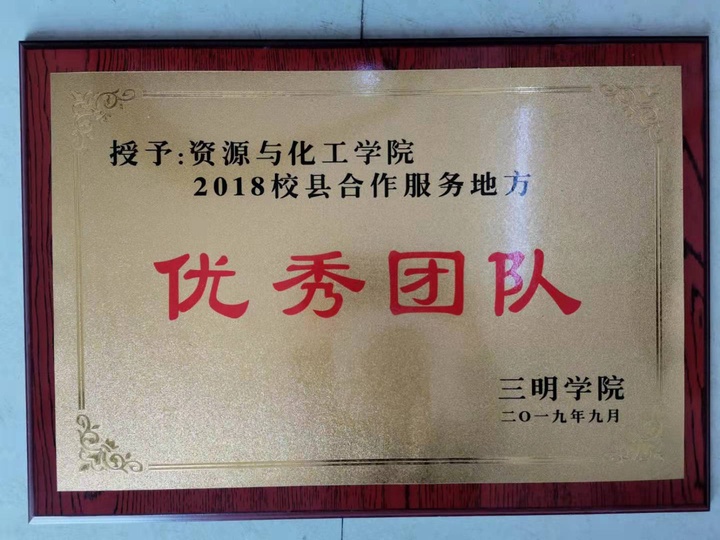 授予:资源与化工学院
2018校县合作服务地方
优秀团队
三明学院
二〇一九年九月